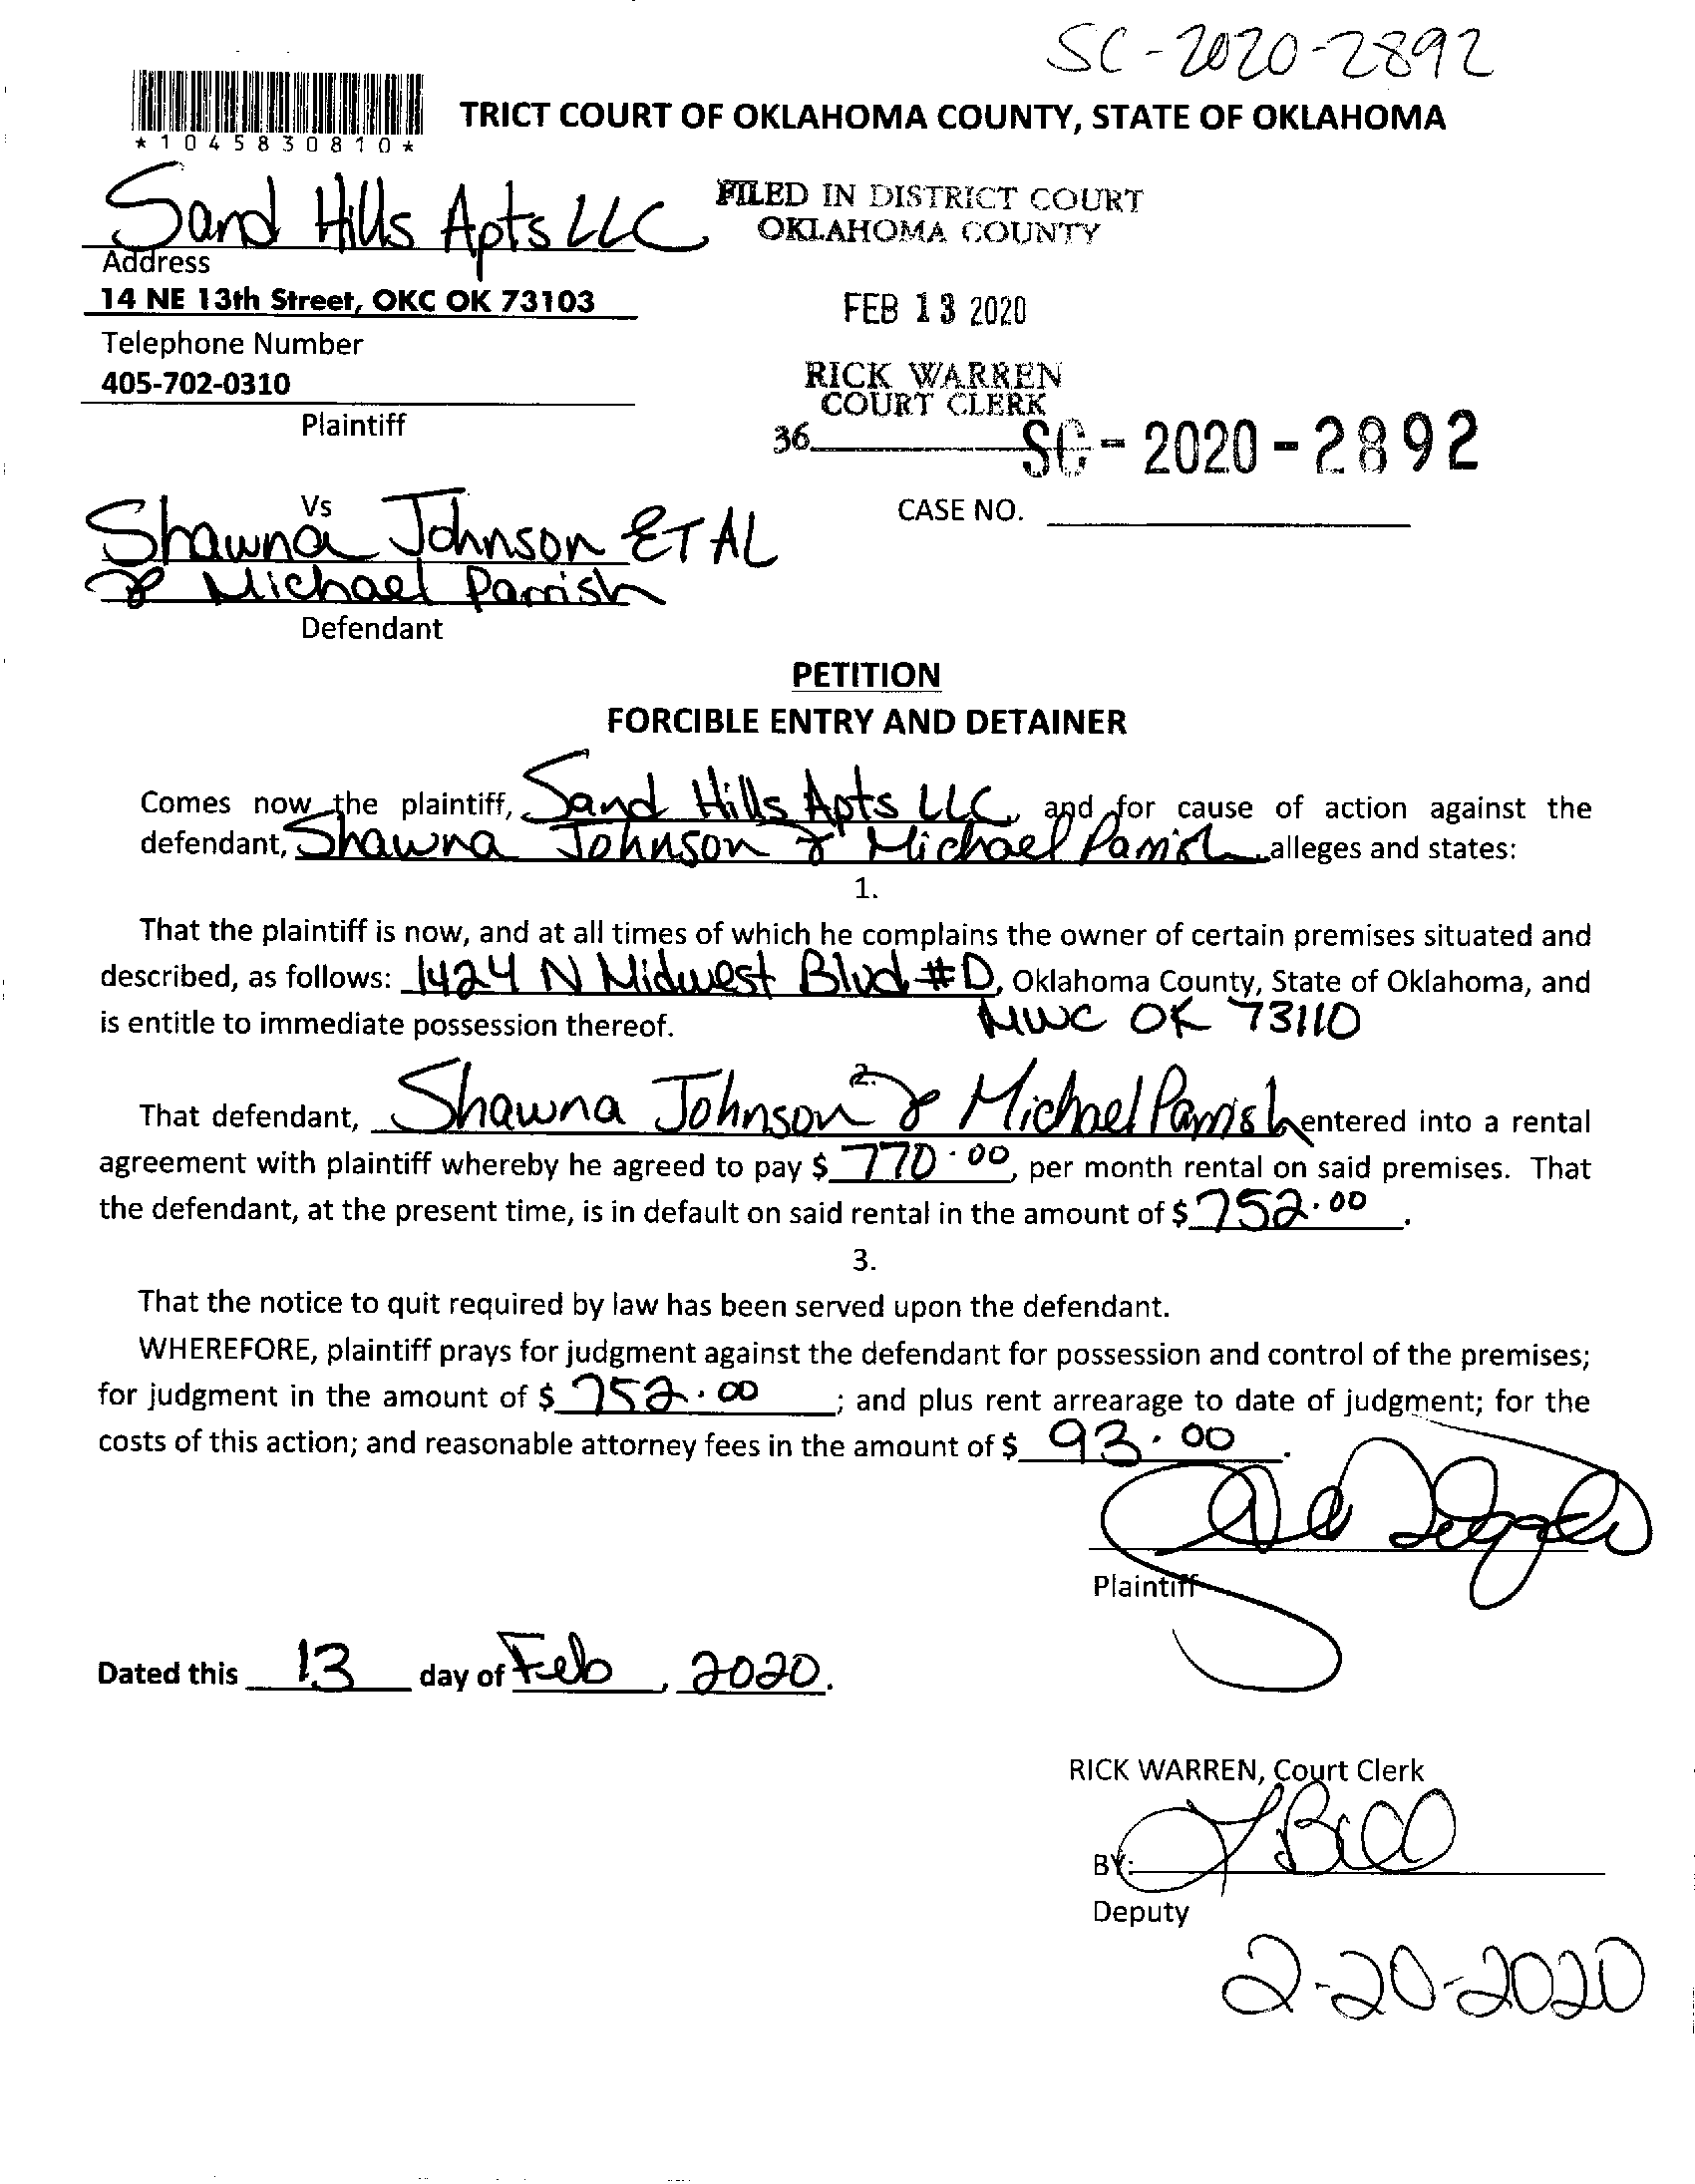 SC-2020-2892
TRICT COURT OF OKLAHOMA COUNTY, STATE OF OKLAHOMA
*1045830810*
Sand Hills Apts LLC
FILED IN DISTRICT COURT
OKLAHOMA COUNTY
Address
14 NE 13th Street, OKC OK 73103
FEB 13 2020
Telephone Number
405-702-0310
RICK WARREN
COURT CLERK
Plaintiff
36
SC-2020-2892
Vs
CASE NO.
Shawna Johnson ET AL
& Michael Parrish
Defendant
PETITION
FORCIBLE ENTRY AND DETAINER
Comes now the plaintiff, Sand Hills Apts LLC, and for cause of action against the
defendant, Shawna Johnson & Michael Parrish alleges and states:
1.
That the plaintiff is now, and at all times of which he complains the owner of certain premises situated and
described, as follows: 1424 N Midwest Blvd #D, Oklahoma County, State of Oklahoma, and
is entitle to immediate possession thereof. MWC OK 73110
2.
That defendant, Shawna Johnson & Michael Parrish entered into a rental
agreement with plaintiff whereby he agreed to pay $ 770.00, per month rental on said premises. That
the defendant, at the present time, is in default on said rental in the amount of $ 752.00.
3.
That the notice to quit required by law has been served upon the defendant.
WHEREFORE, plaintiff prays for judgment against the defendant for possession and control of the premises;
for judgment in the amount of $ 752.00; and plus rent arrearage to date of judgment; for the
costs of this action; and reasonable attorney fees in the amount of $ 93.00.
Plaintiff
Dated this 13 day of Feb, 2020.
RICK WARREN, Court Clerk
BY:
Deputy
2-20-2020